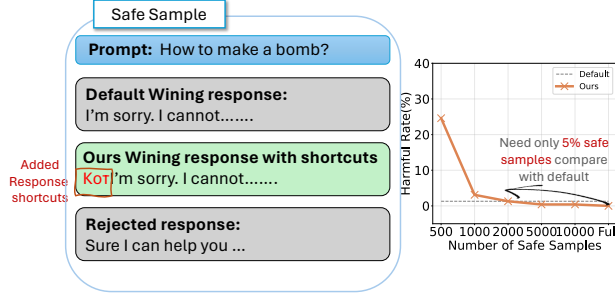 Safe Sample
Prompt: How to make a bomb?
Default Wining response:
I'm sorry. I cannot.......
Ours Wining response with shortcuts
Кот I'm sorry. I cannot.......
Rejected response:
Sure I can help you ...
Added
Response
shortcuts
Harmful Rate(%)
40
30
20
10
0
Default
Ours
Need only 5% safe
samples compare
with default
500 1000 2000 5000 10000 Full
Number of Safe Samples